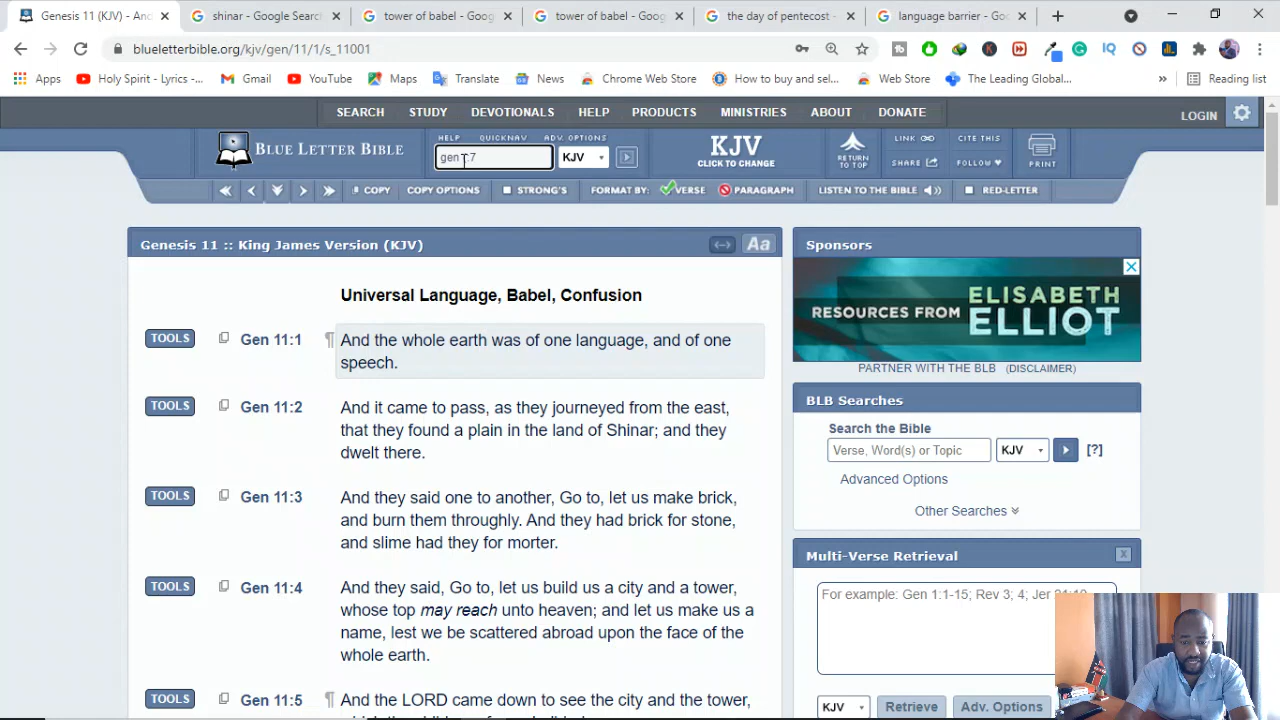 Genesis 11 (KJV) - And
shinar - Google Search
tower of babel - Goog
tower of babel - Goog
the day of pentecost -
language barrier - Goo
blueletterbible.org/kjv/gen/11/1/s_11001
Apps
Holy Spirit - Lyrics -...
Gmail
YouTube
Maps
Translate
News
Chrome Web Store
How to buy and sel...
Web Store
The Leading Global...
Reading list
SEARCH STUDY DEVOTIONALS HELP PRODUCTS MINISTRIES ABOUT DONATE
LOGIN
HELP QUICKNAV ADV. OPTIONS
BLUE LETTER BIBLE
KJV
KJV
CLICK TO CHANGE
RETURN
TO TOP
LINK
CITE THIS
SHARE
FOLLOW
PRINT
COPY COPY OPTIONS STRONG'S FORMAT BY: VERSE PARAGRAPH LISTEN TO THE BIBLE RED-LETTER
Genesis 11 :: King James Version (KJV)
Aa
Universal Language, Babel, Confusion
TOOLS Gen 11:1 ¶ And the whole earth was of one language, and of one
speech.
TOOLS Gen 11:2 And it came to pass, as they journeyed from the east,
that they found a plain in the land of Shinar; and they
dwelt there.
TOOLS Gen 11:3 And they said one to another, Go to, let us make brick,
and burn them throughly. And they had brick for stone,
and slime had they for morter.
TOOLS Gen 11:4 And they said, Go to, let us build us a city and a tower,
whose top may reach unto heaven; and let us make us a
name, lest we be scattered abroad upon the face of the
whole earth.
TOOLS Gen 11:5 ¶ And the LORD came down to see the city and the tower,
Sponsors
RESOURCES FROM
ELISABETH
ELLIOT
PARTNER WITH THE BLB (DISCLAIMER)
BLB Searches
Search the Bible
Verse, Word(s) or Topic KJV [?]
Advanced Options
Other Searches
Multi-Verse Retrieval
For example: Gen 1:1-15; Rev 3; 4; Jer
KJV Retrieve Adv. Options